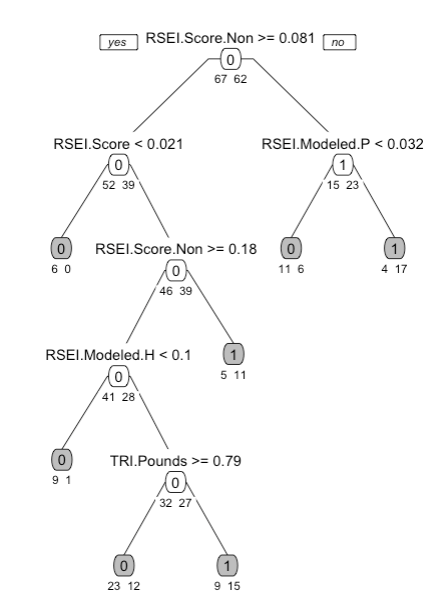 yes RSEI.Score.Non >= 0.081 no
0
67 62
RSEI.Score < 0.021 RSEI.Modeled.P < 0.032
0 1
52 39 15 23
0 RSEI.Score.Non >= 0.18 0 1
6 0 0 11 6 4 17
46 39
RSEI.Modeled.H < 0.1 1
0 5 11
41 28
0 TRI.Pounds >= 0.79
9 1 0
32 27
0 1
23 12 9 15